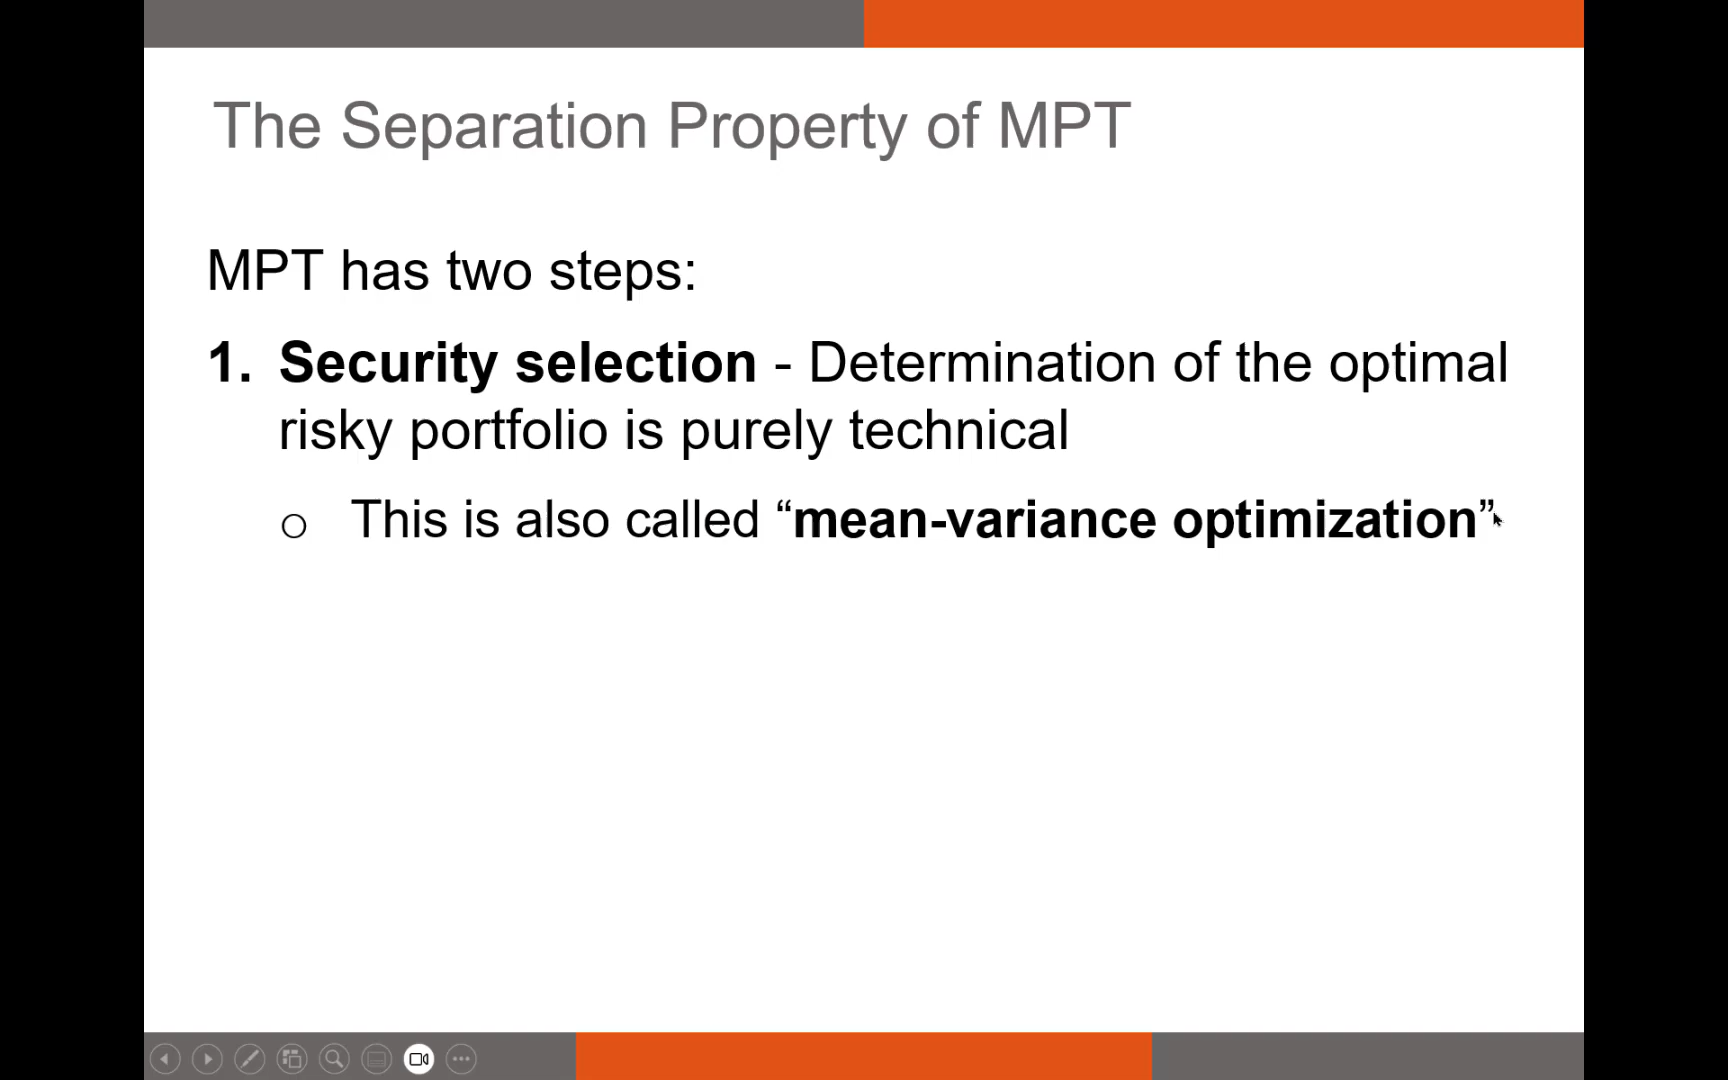 The Separation Property of MPT
MPT has two steps:
1. Security selection - Determination of the optimal
risky portfolio is purely technical
o This is also called “mean-variance optimization”